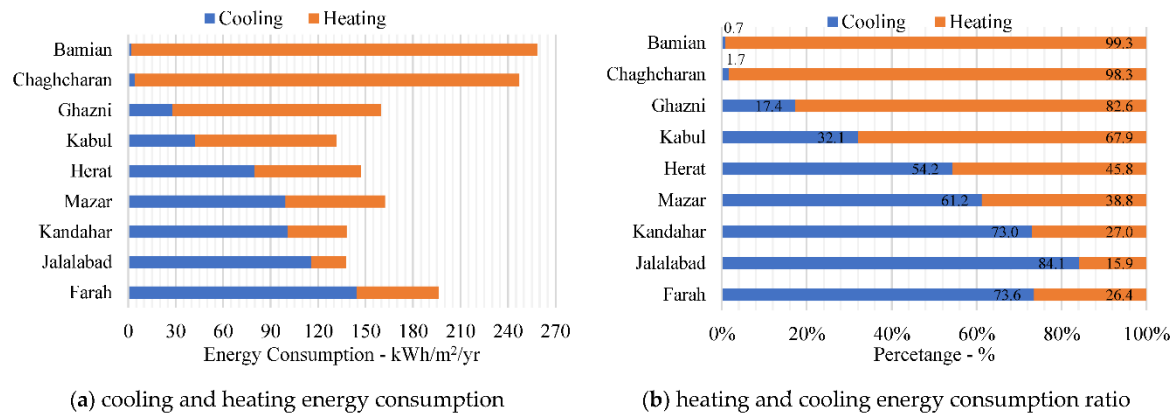 Cooling Heating
Bamian
Chaghcharan
Ghazni
Kabul
Herat
Mazar
Kandahar
Jalalabad
Farah
0 30 60 90 120 150 180 210 240 270
Energy Consumption - kWh/m²/yr
(a) cooling and heating energy consumption
Cooling Heating
0.7
Bamian 99.3
1.7
Chaghcharan 98.3
Ghazni 17.4 82.6
Kabul 32.1 67.9
Herat 54.2 45.8
Mazar 61.2 38.8
Kandahar 73.0 27.0
Jalalabad 84.1 15.9
Farah 73.6 26.4
0% 20% 40% 60% 80% 100%
Percetange - %
(b) heating and cooling energy consumption ratio